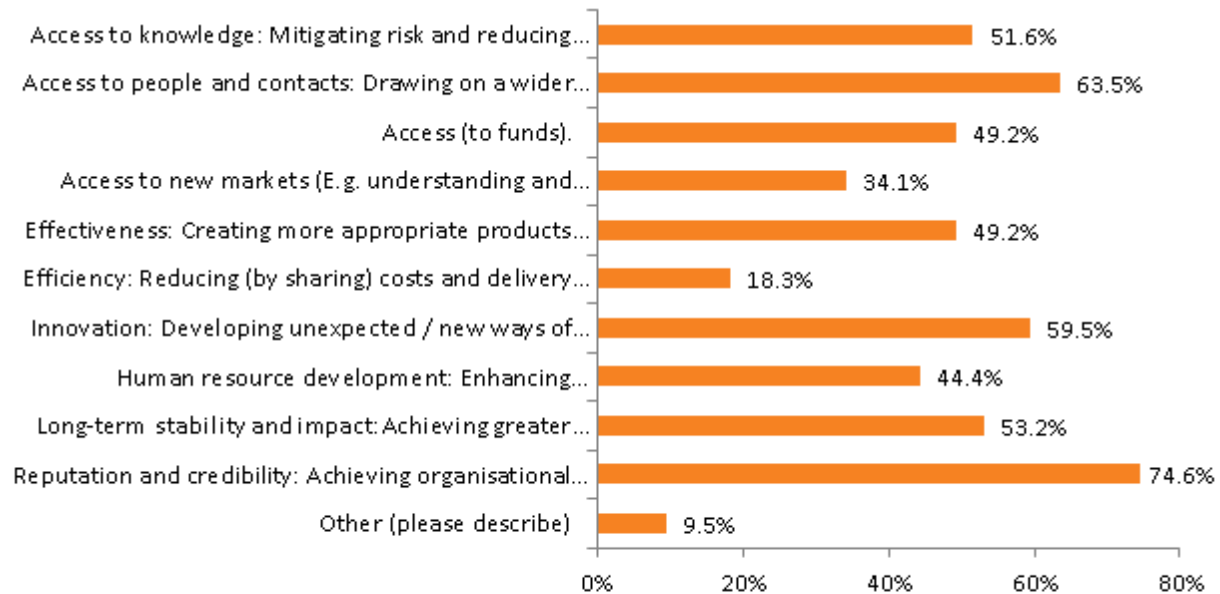 Access to knowledge: Mitigating risk and reducing... 51.6%
Access to people and contacts: Drawing on a wider... 63.5%
Access (to funds). 49.2%
Access to new markets (E.g. understanding and... 34.1%
Effectiveness: Creating more appropriate products... 49.2%
Efficiency: Reducing (by sharing) costs and delivery... 18.3%
Innovation: Developing unexpected / new ways of... 59.5%
Human resource development: Enhancing... 44.4%
Long-term stability and impact: Achieving greater... 53.2%
Reputation and credibility: Achieving organisational... 74.6%
Other (please describe) 9.5%
0% 20% 40% 60% 80%